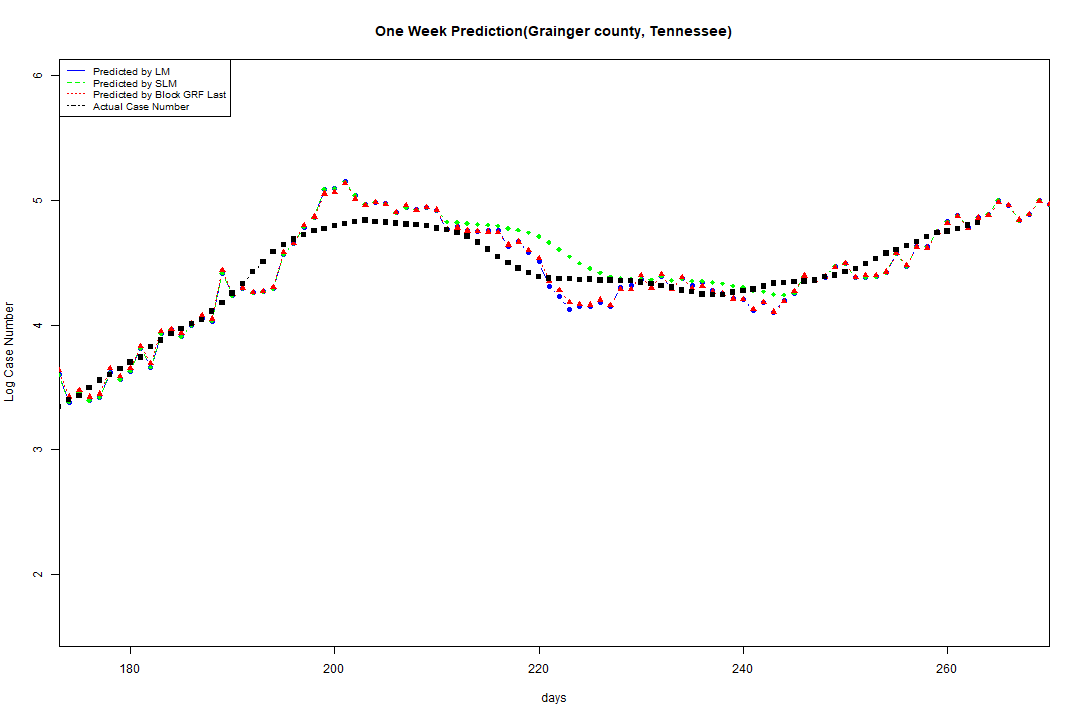 One Week Prediction(Grainger county, Tennessee)
Predicted by LM
Predicted by SLM
Predicted by Block GRF Last
Actual Case Number
6
5
4
3
2
Log Case Number
180
200
220
240
260
days